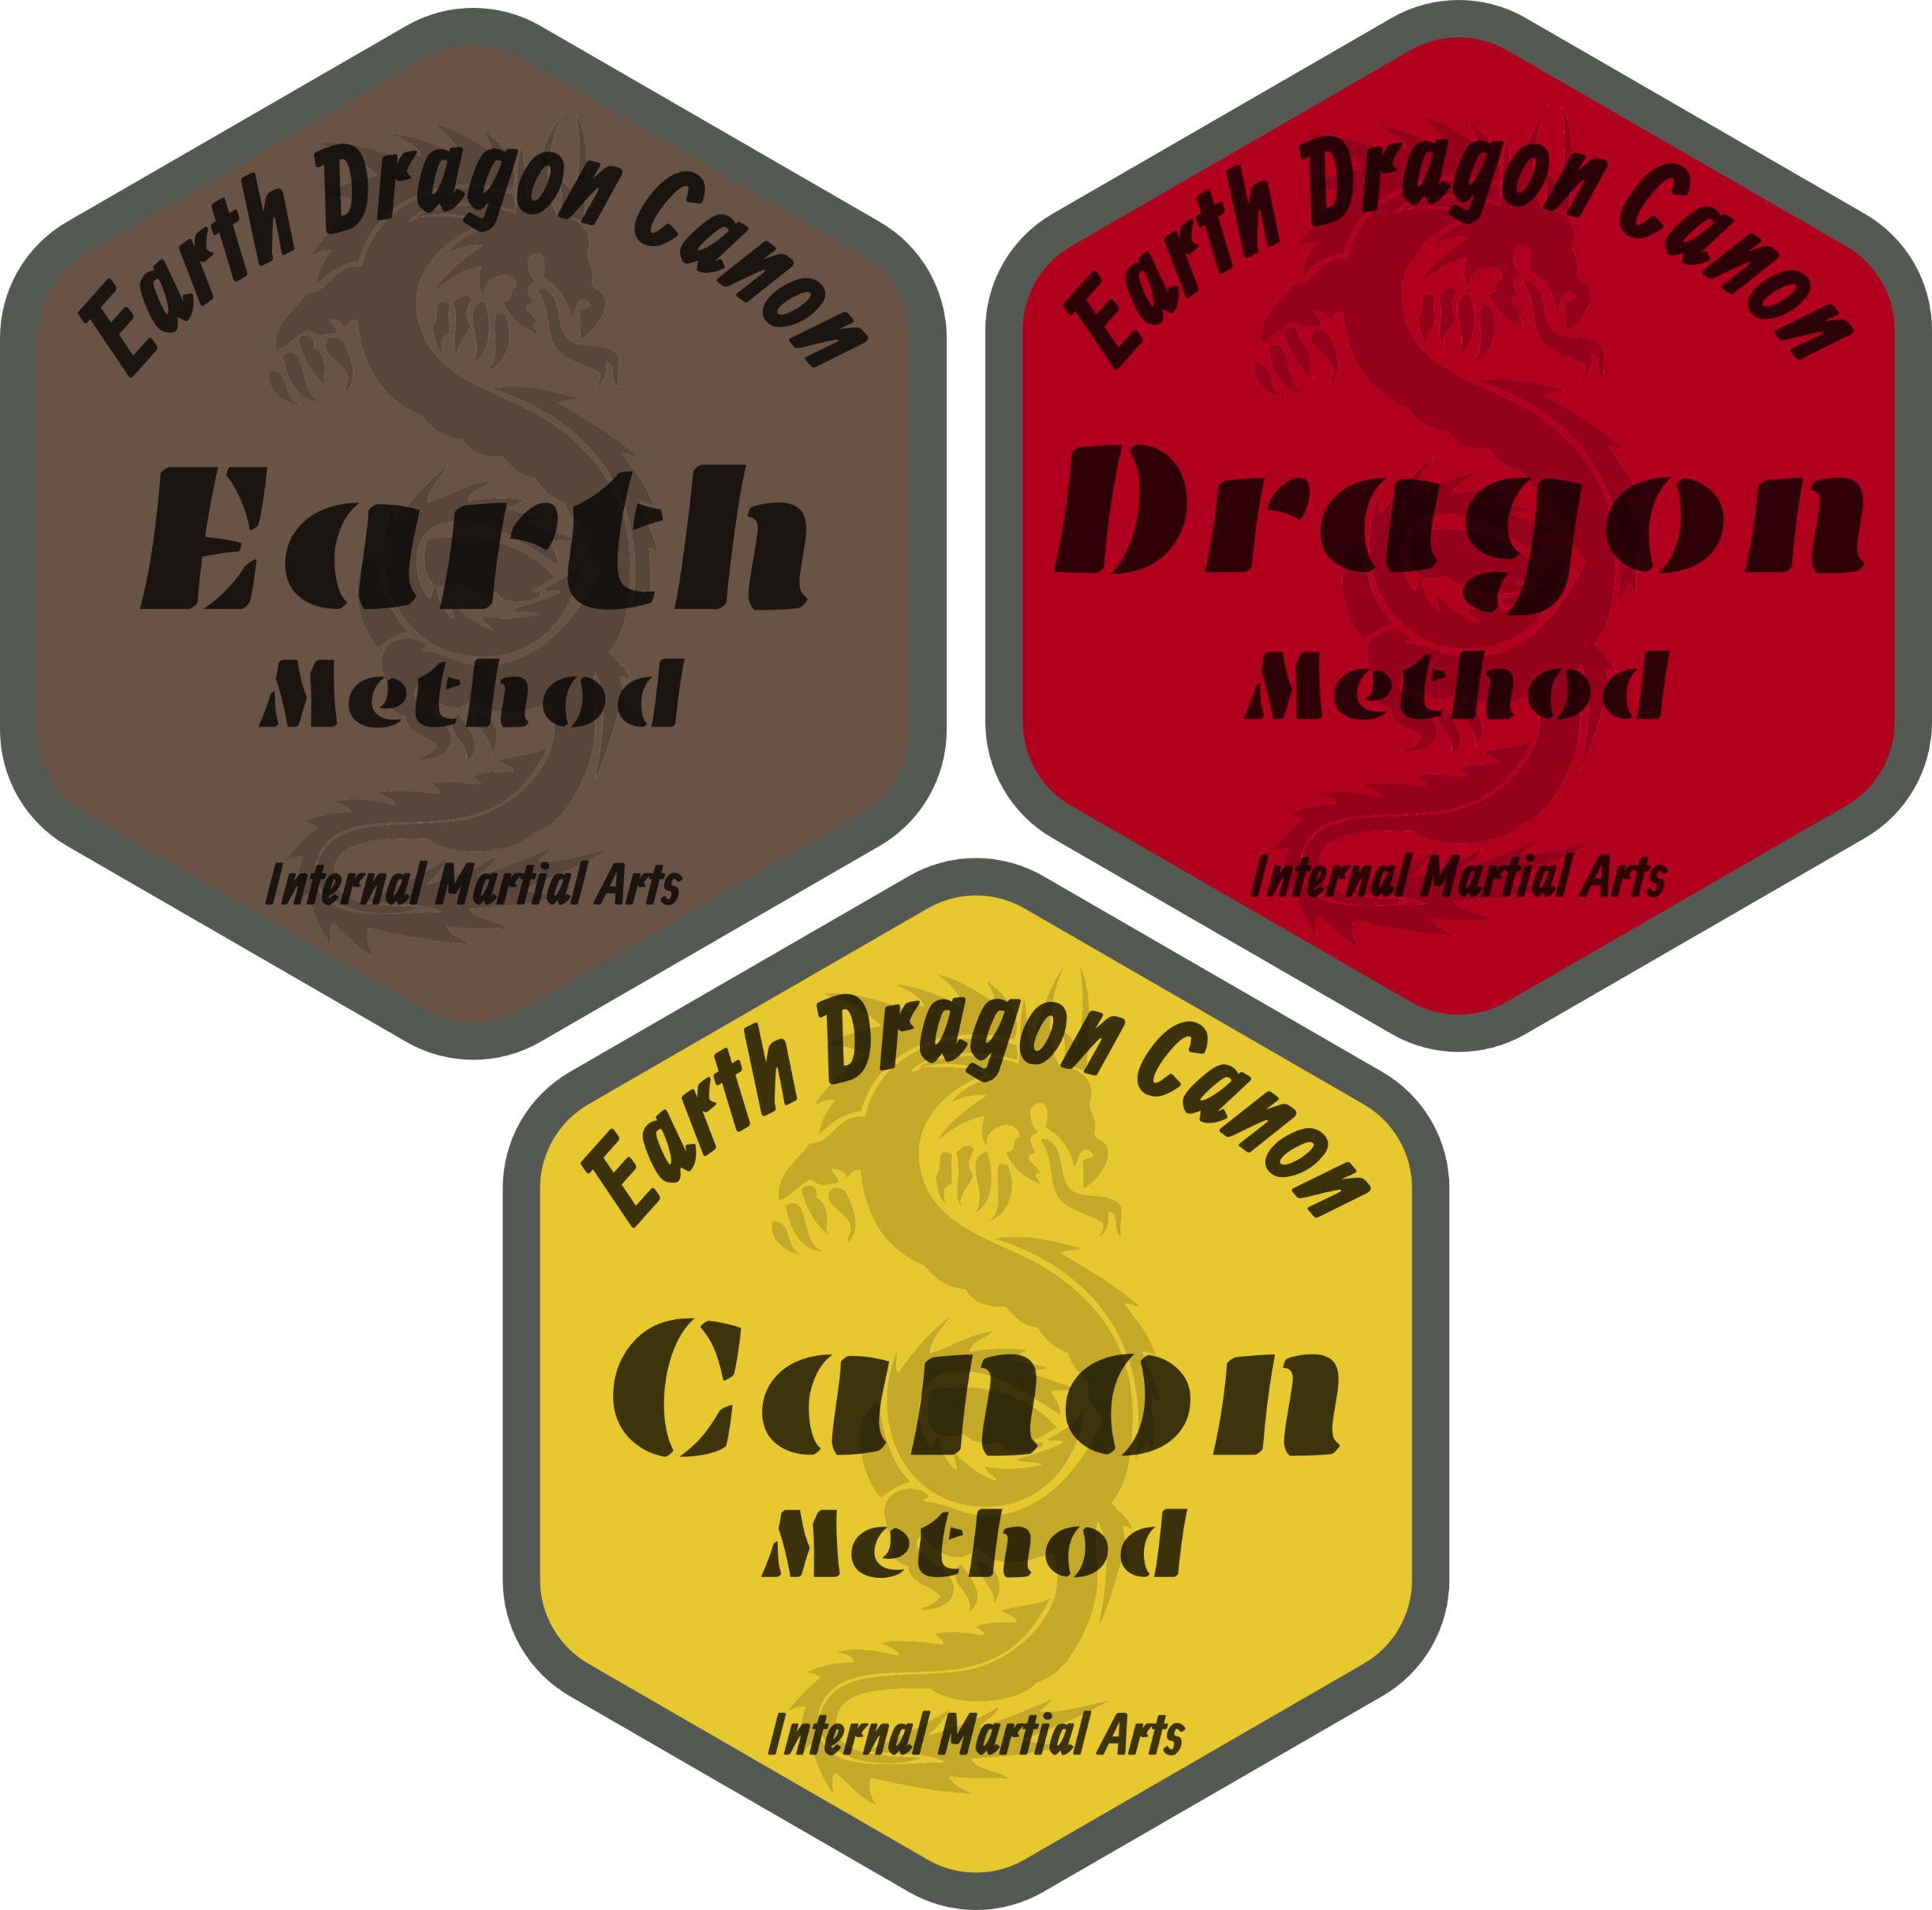 Earth Dragon Canon
Earth
Method
Internal Martial Arts
Earth Dragon Canon
Dragon
Method
Internal Martial Arts
Earth Dragon Canon
Canon
Method
Internal Martial Arts